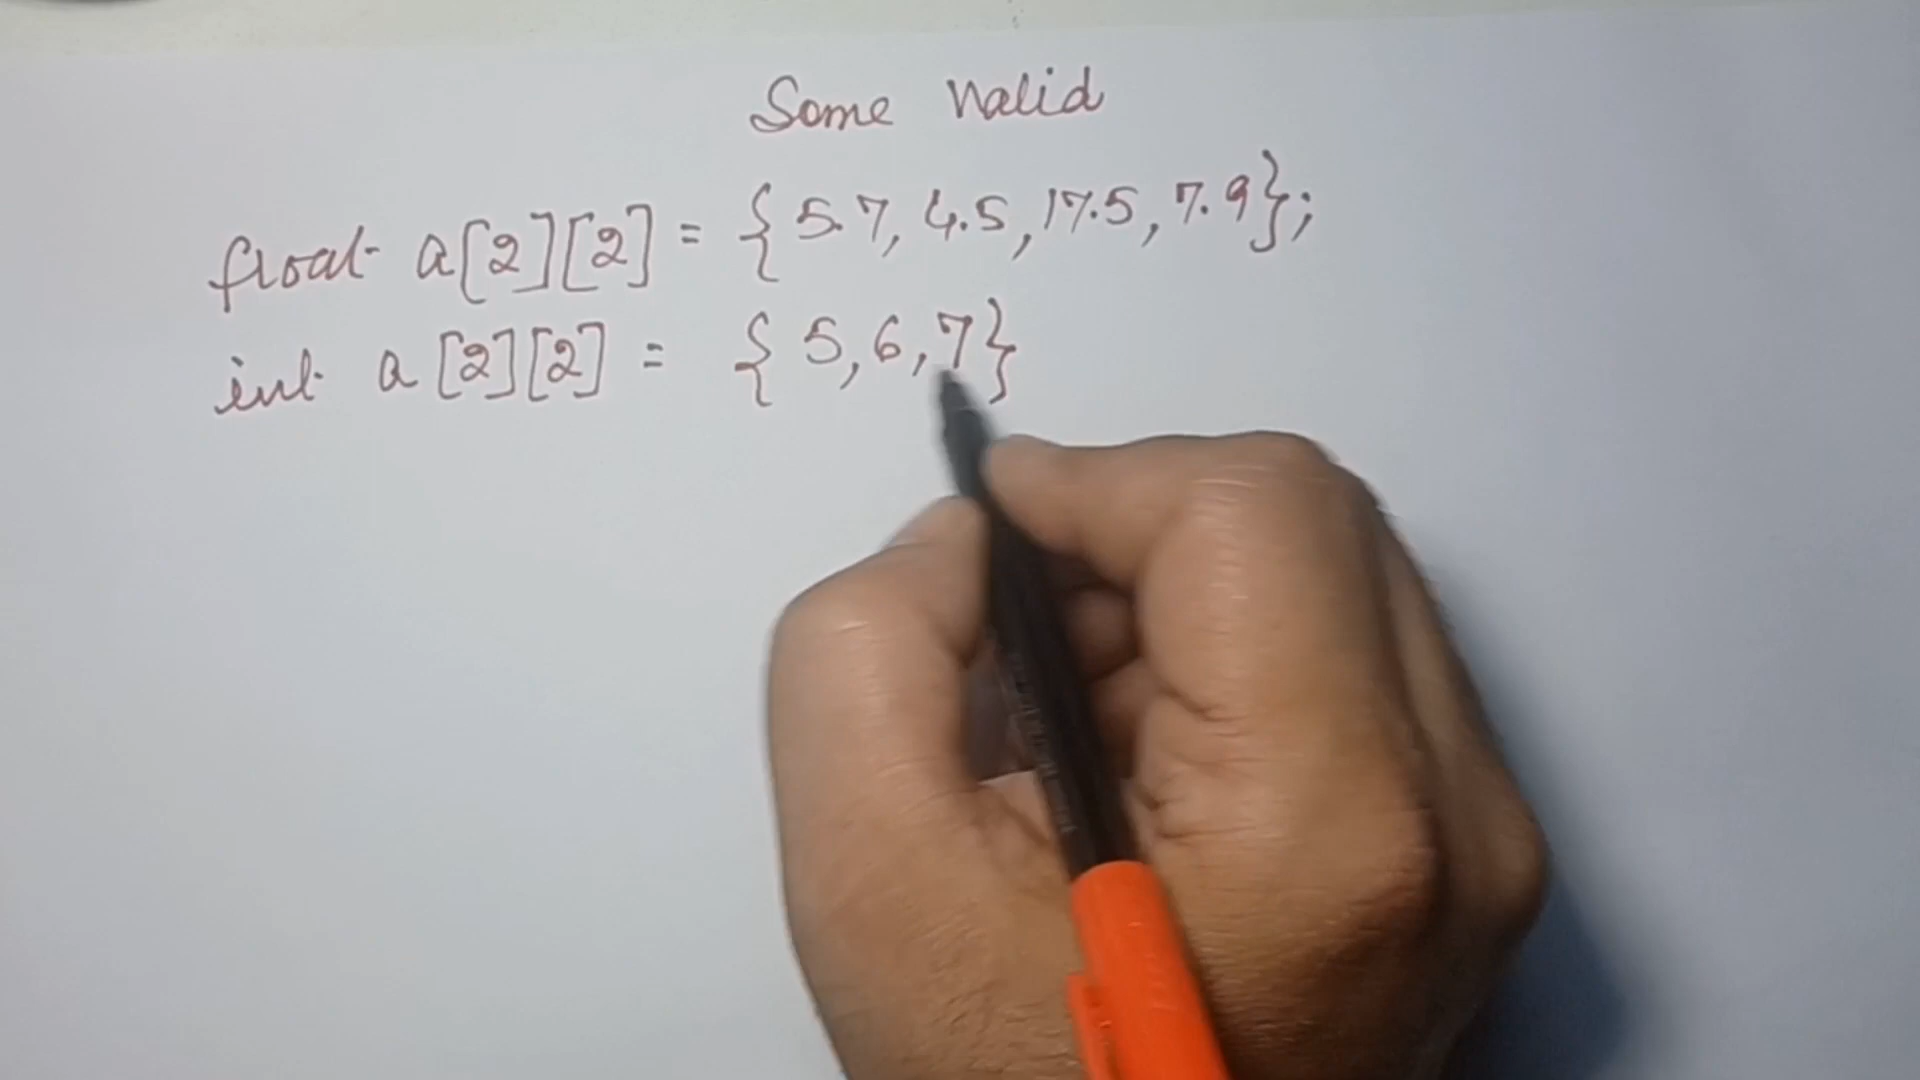 Some Valid
float a[2][2] = {5.7, 4.5, 17.5, 7.9};
int a[2][2] = {5, 6, 7}